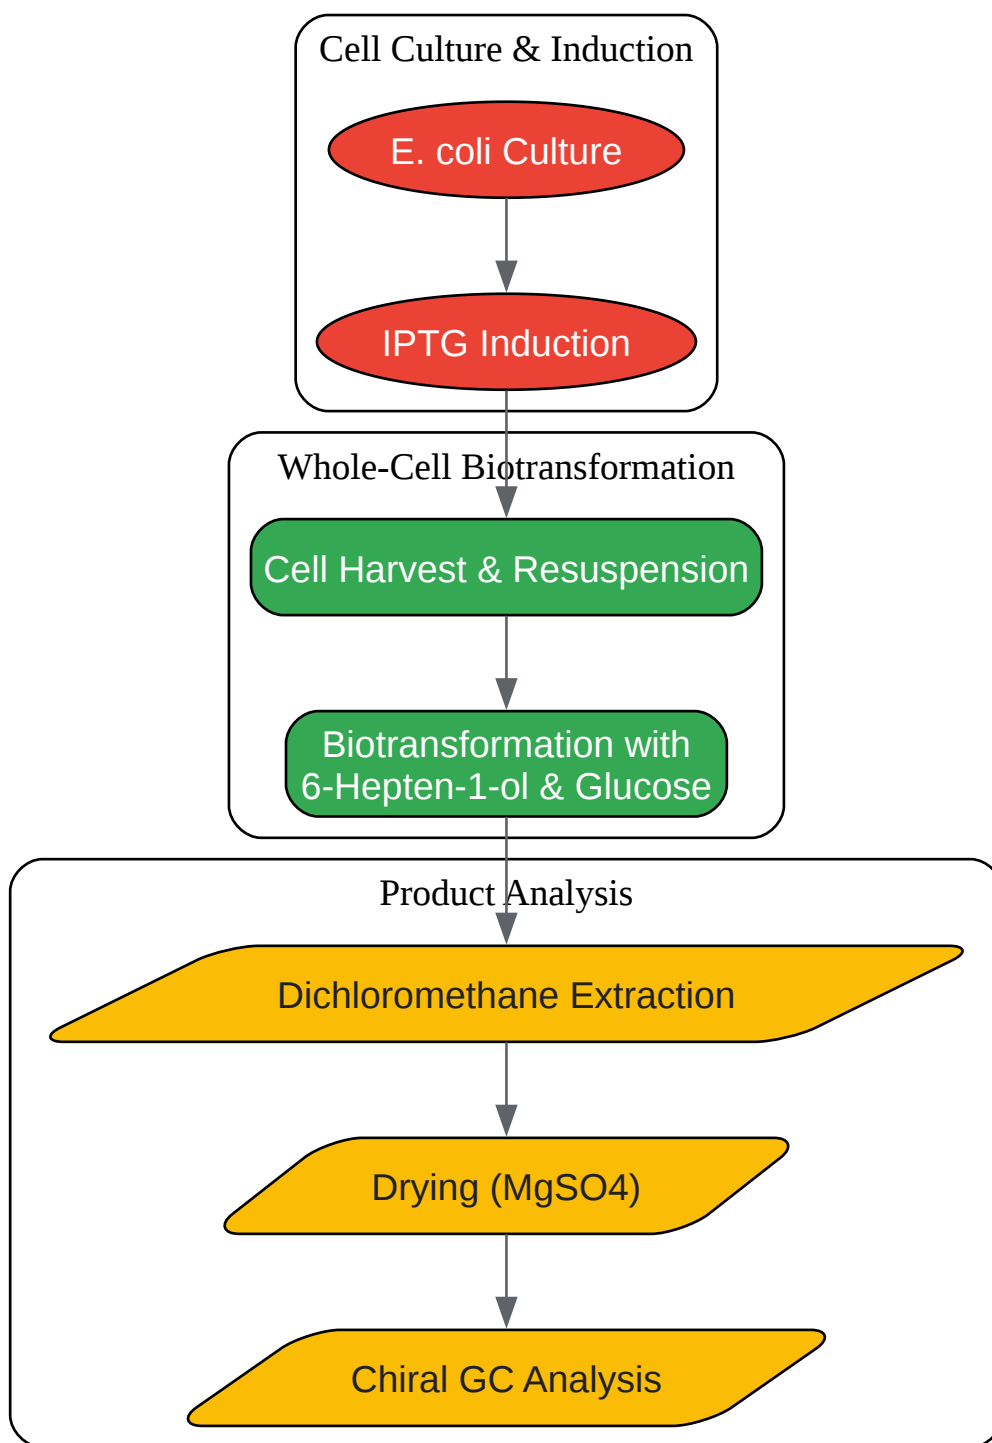 Cell Culture & Induction
E. coli Culture
IPTG Induction
Whole-Cell Biotransformation
Cell Harvest & Resuspension
Biotransformation with
6-Hepten-1-ol & Glucose
Product Analysis
Dichloromethane Extraction
Drying (MgSO4)
Chiral GC Analysis